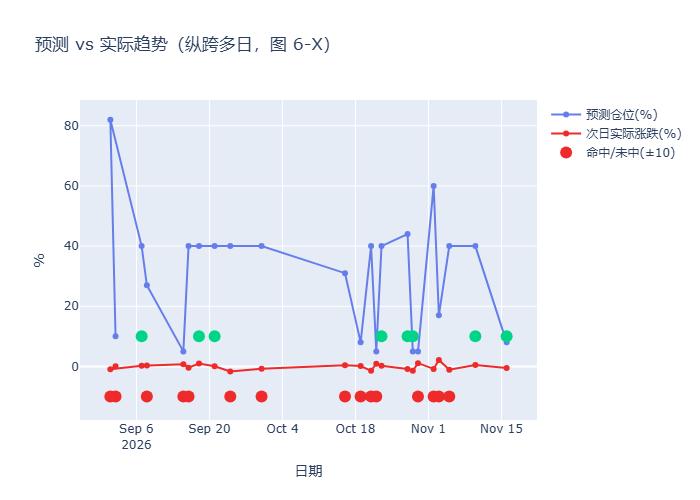 预测 vs 实际趋势（纵跨多日，图 6-X）
预测仓位(%)
次日实际涨跌(%)
命中/未中(±10)
%
80
60
40
20
0
Sep 6
2026
Sep 20
Oct 4
Oct 18
Nov 1
Nov 15
日期